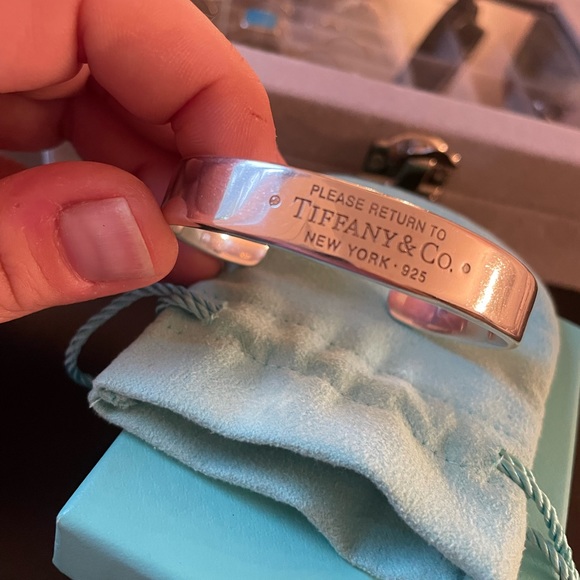 PLEASE RETURN TO
TIFFANY & CO.
NEW YORK • 925